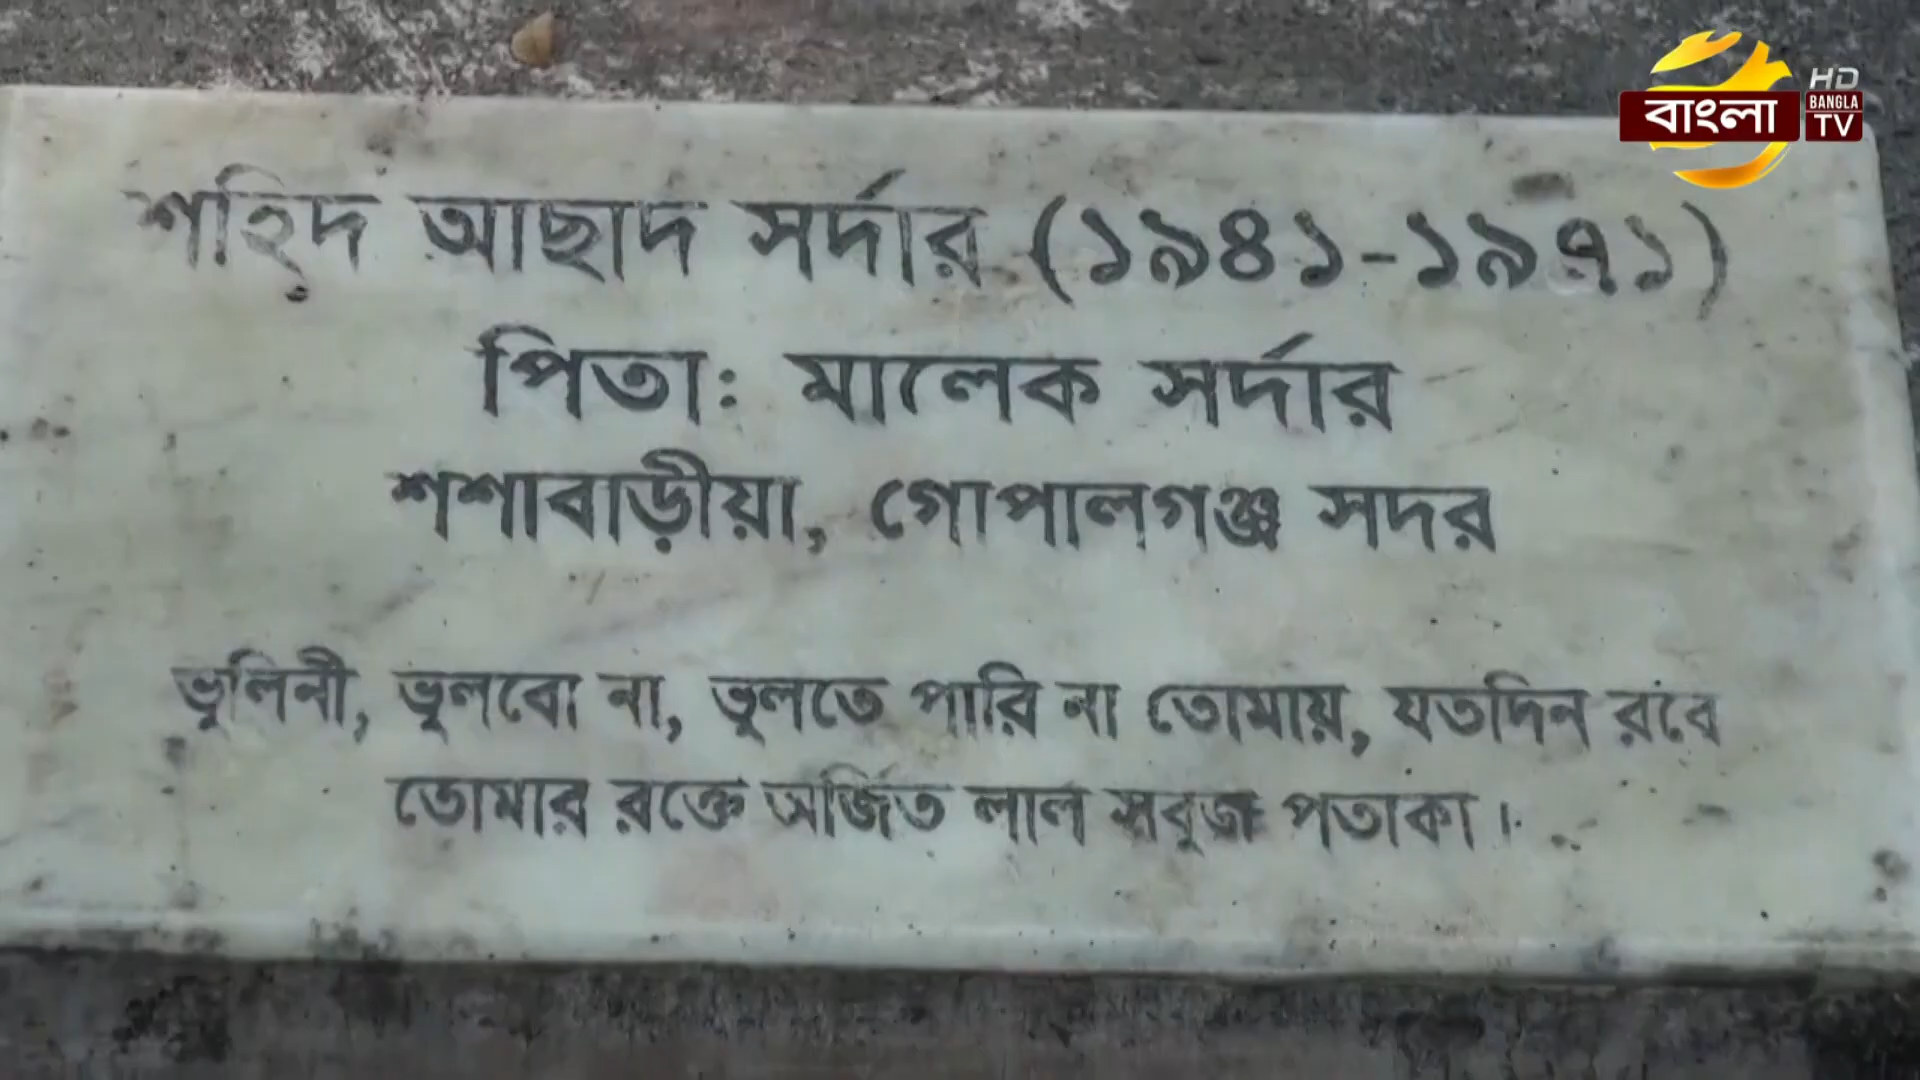 বাংলা
HD
BANGLA
TV
শহিদ আছাদ সর্দার (১৯৪১-১৯৭১)
পিতা: মালেক সর্দার
শশাবাড়ীয়া, গোপালগঞ্জ সদর
ভুলিনী, ভুলবো না, ভুলতে পারি না তোমায়, যতদিন রবে
তোমার রক্তে অর্জিত লাল সবুজ পতাকা।